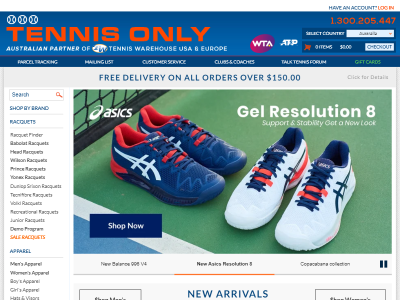 HAVE AN ACCOUNT? LOG IN
TENNIS ONLY
1300.205.447
AUSTRALIAN PARTNER OF TW TENNIS WAREHOUSE USA & EUROPE
WTA
ATP
SELECT COUNTRY
Australia
0 ITEMS $0.00 CHECKOUT
PARCEL TRACKING MAILING LIST CUSTOMER SERVICE CLUBS & COACHES TALK TENNIS FORUM GIFT CARDS
FREE DELIVERY ON ALL ORDERS OVER $150.00
Click for Details
Search
SHOP BY BRAND
RACQUETS
Racquet Finder
Babolat Racquets
Head Racquets
Wilson Racquets
Prince Racquets
Yonex Racquets
Dunlop Srixon Racquets
Tecnifibre Racquets
Volkl Racquets
Recreational Racquets
Junior Racquets
Demo Program
SALE RACQUETS
APPAREL
Men's Apparel
Women's Apparel
Boy's Apparel
Girl's Apparel
Hats & Visors
asics
Gel Resolution 8
Support & Stability Get a New Look
Shop Now
New Balance 996 V4
New Asics Resolution 8
Copacabana collection
NEW ARRIVALS
Shop Men's
Shop Women's